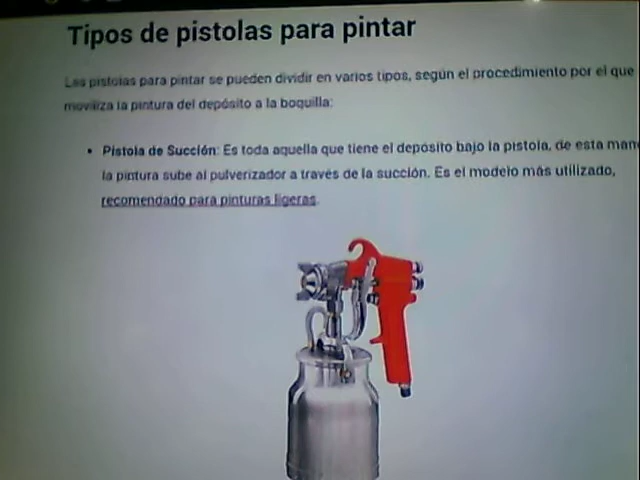 Tipos de pistolas para pintar
Las pistolas para pintar se pueden dividir en varios tipos, según el procedimiento por el que
moviliza la pintura del depósito a la boquilla:
• Pistola de Succión: Es toda aquella que tiene el depósito bajo la pistola, de esta man
la pintura sube al pulverizador a través de la succión. Es el modelo más utilizado,
recomendado para pinturas ligeras.